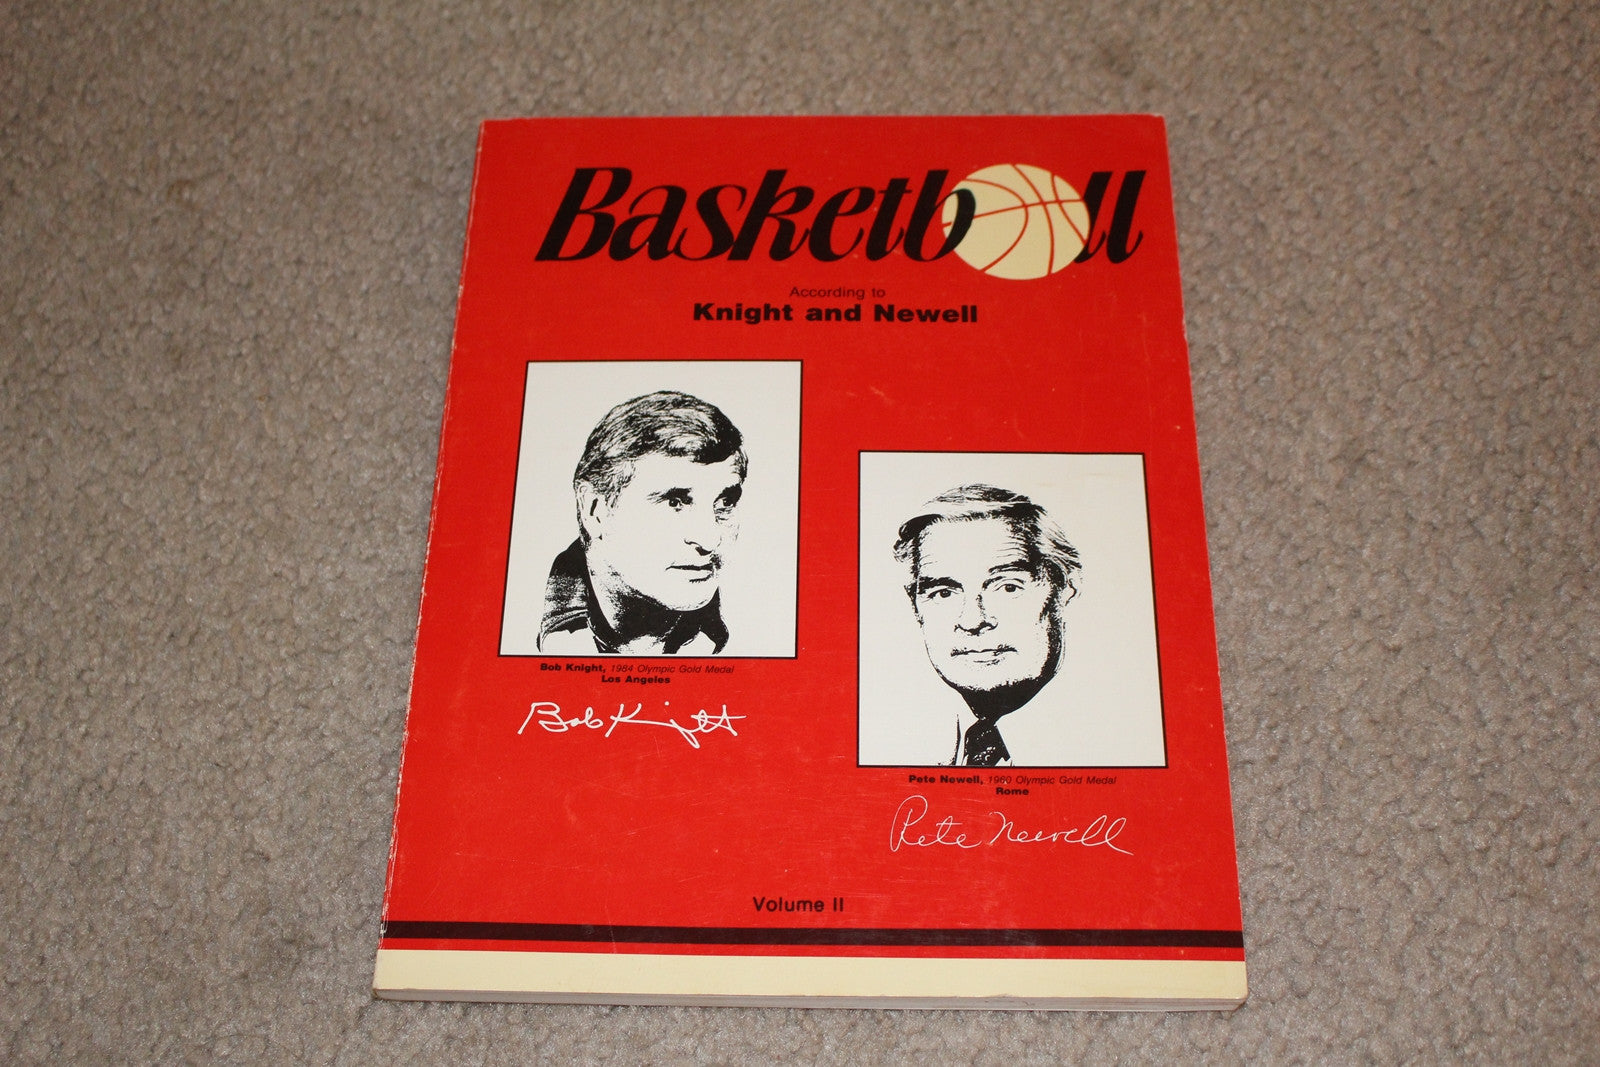 Basketball
According to
Knight and Newell
Bob Knight, 1984 Olympic Gold Medal
Los Angeles
Bob Knight
Pete Newell, 1960 Olympic Gold Medal
Rome
Pete Newell
Volume II